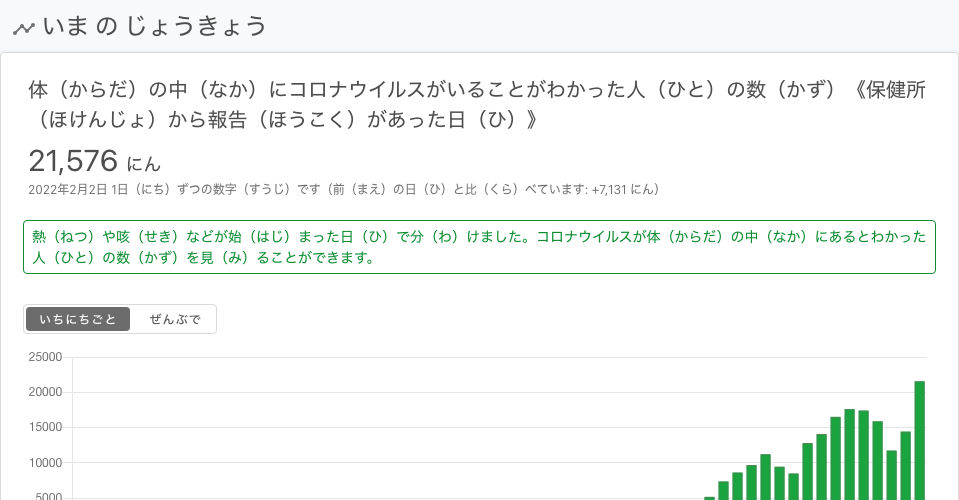 いま の じょうきょう
体（からだ）の中（なか）にコロナウイルスがいることがわかった人（ひと）の数（かず）《保健所
（ほけんじょ）から報告（ほうこく）があった日（ひ）》
21,576 にん
2022年2月2日 1日（にち）ずつの数字（すうじ）です（前（まえ）の日（ひ）と比（くら）べています: +7,131 にん）
熱（ねつ）や咳（せき）などが始（はじ）まった日（ひ）で分（わ）けました。コロナウイルスが体（からだ）の中（なか）にあるとわかった
人（ひと）の数（かず）を見（み）ることができます。
いちにちごと ぜんぶで
25000
20000
15000
10000
5000